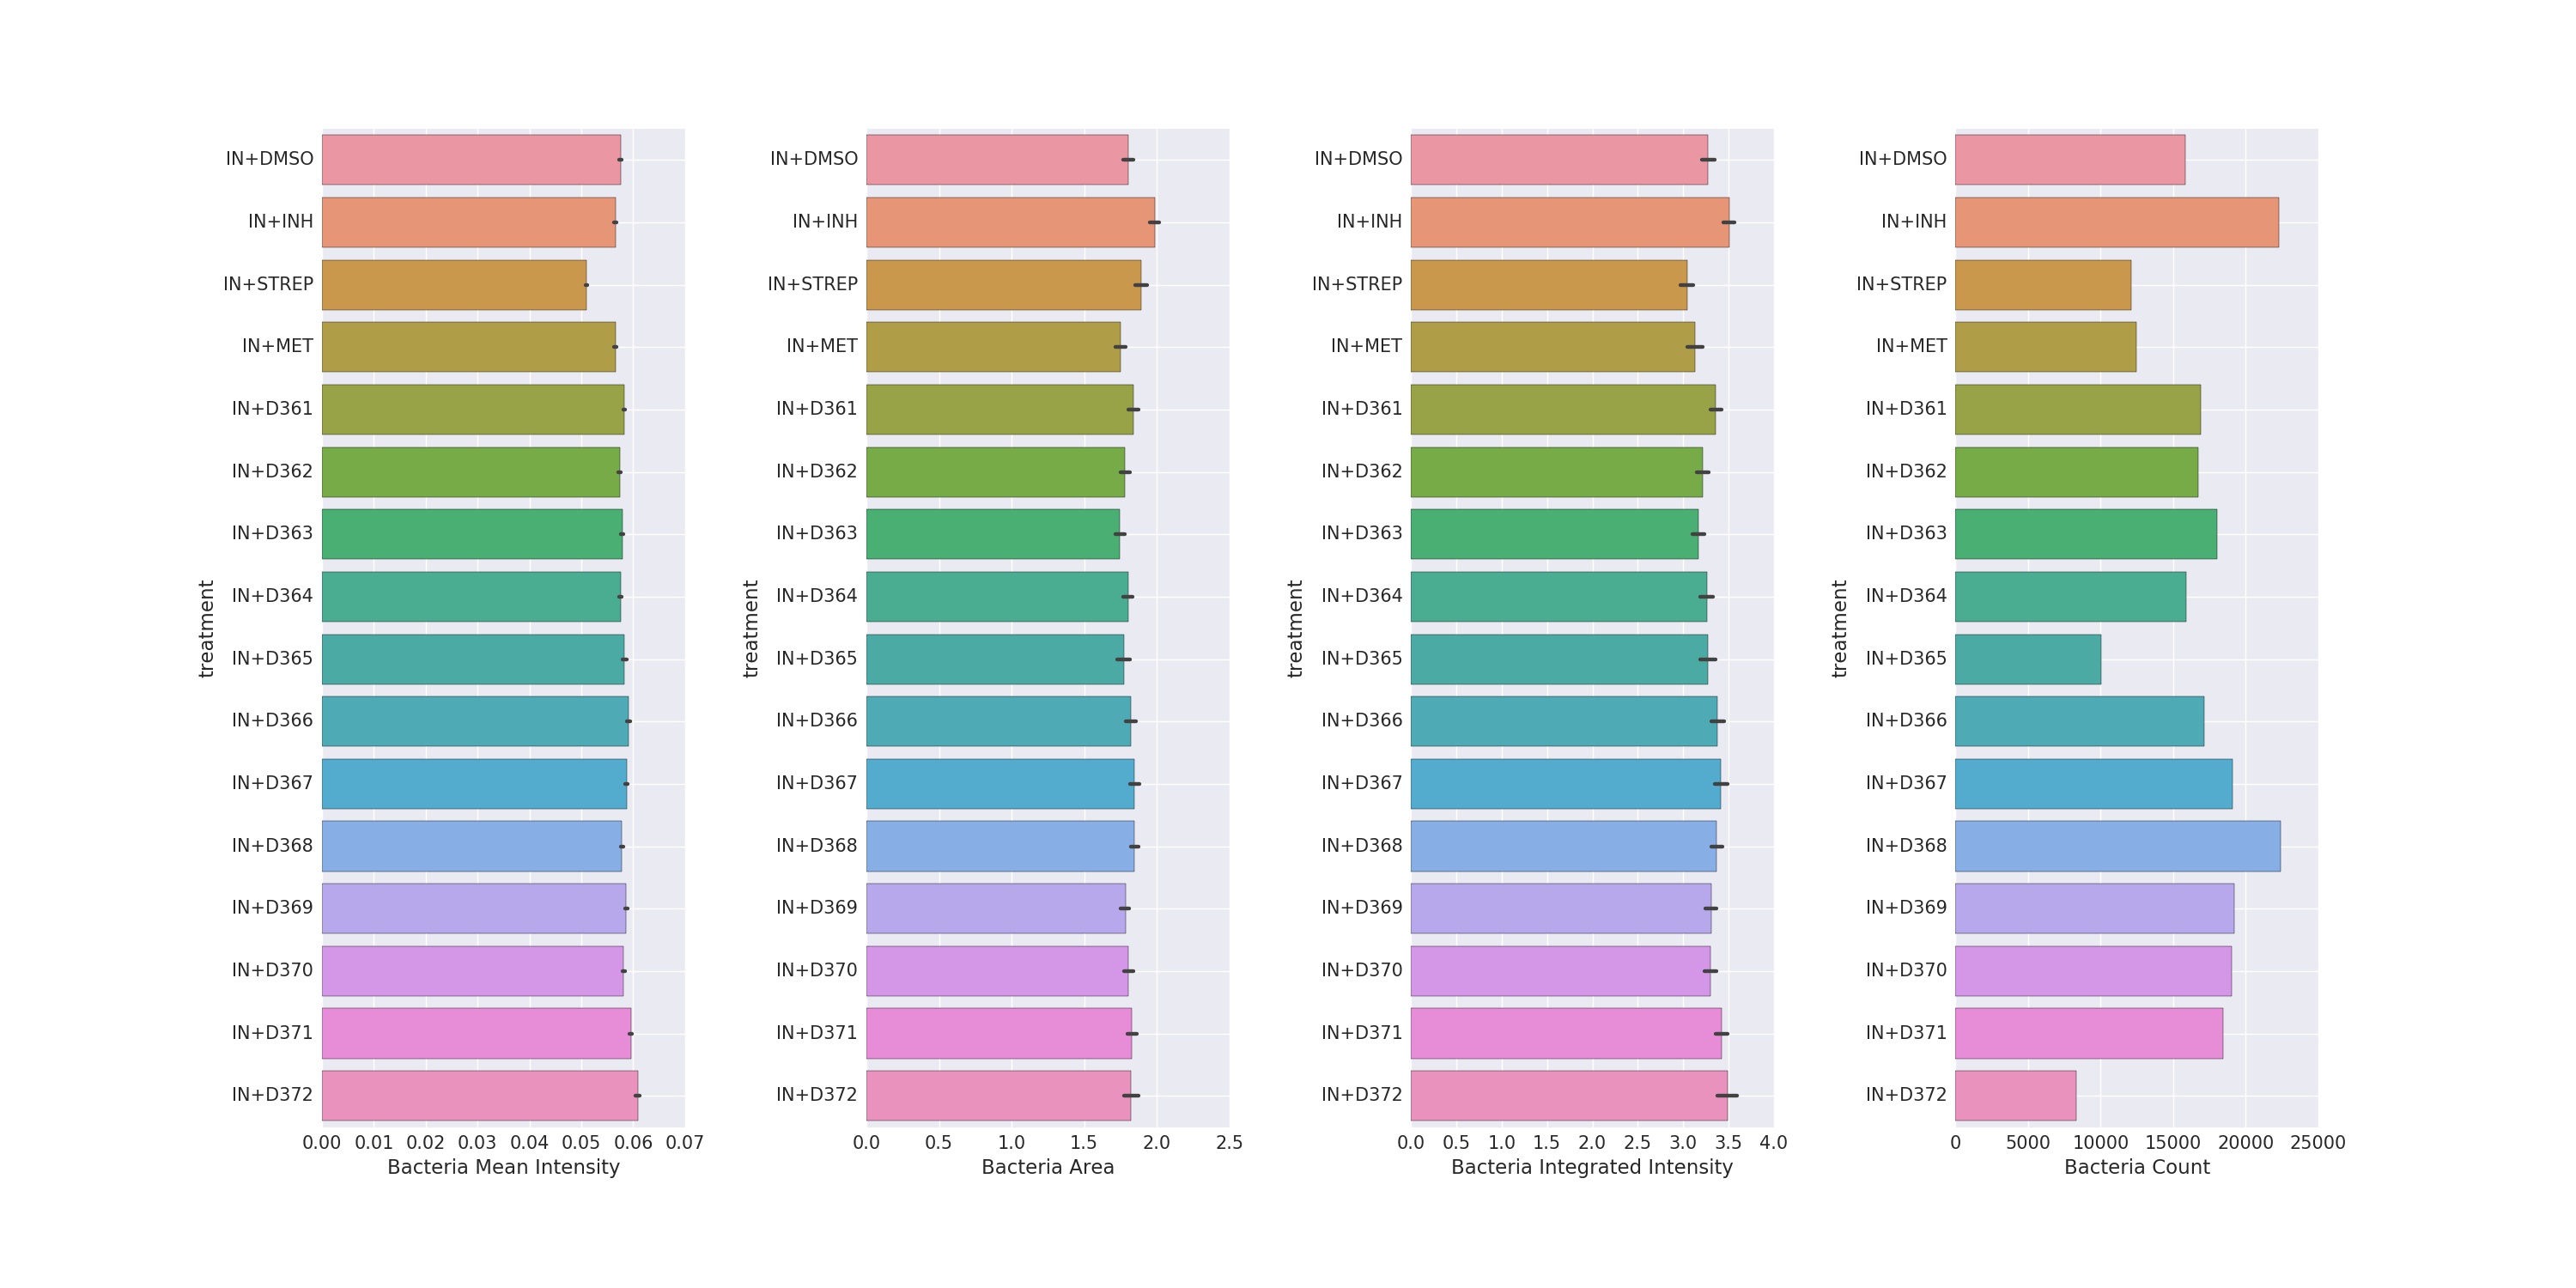 treatment
IN+DMSO
IN+INH
IN+STREP
IN+MET
IN+D361
IN+D362
IN+D363
IN+D364
IN+D365
IN+D366
IN+D367
IN+D368
IN+D369
IN+D370
IN+D371
IN+D372
0.00 0.01 0.02 0.03 0.04 0.05 0.06 0.07
Bacteria Mean Intensity
treatment
IN+DMSO
IN+INH
IN+STREP
IN+MET
IN+D361
IN+D362
IN+D363
IN+D364
IN+D365
IN+D366
IN+D367
IN+D368
IN+D369
IN+D370
IN+D371
IN+D372
0.0 0.5 1.0 1.5 2.0 2.5
Bacteria Area
treatment
IN+DMSO
IN+INH
IN+STREP
IN+MET
IN+D361
IN+D362
IN+D363
IN+D364
IN+D365
IN+D366
IN+D367
IN+D368
IN+D369
IN+D370
IN+D371
IN+D372
0.0 0.5 1.0 1.5 2.0 2.5 3.0 3.5 4.0
Bacteria Integrated Intensity
treatment
IN+DMSO
IN+INH
IN+STREP
IN+MET
IN+D361
IN+D362
IN+D363
IN+D364
IN+D365
IN+D366
IN+D367
IN+D368
IN+D369
IN+D370
IN+D371
IN+D372
0 5000 10000 15000 20000 25000
Bacteria Count